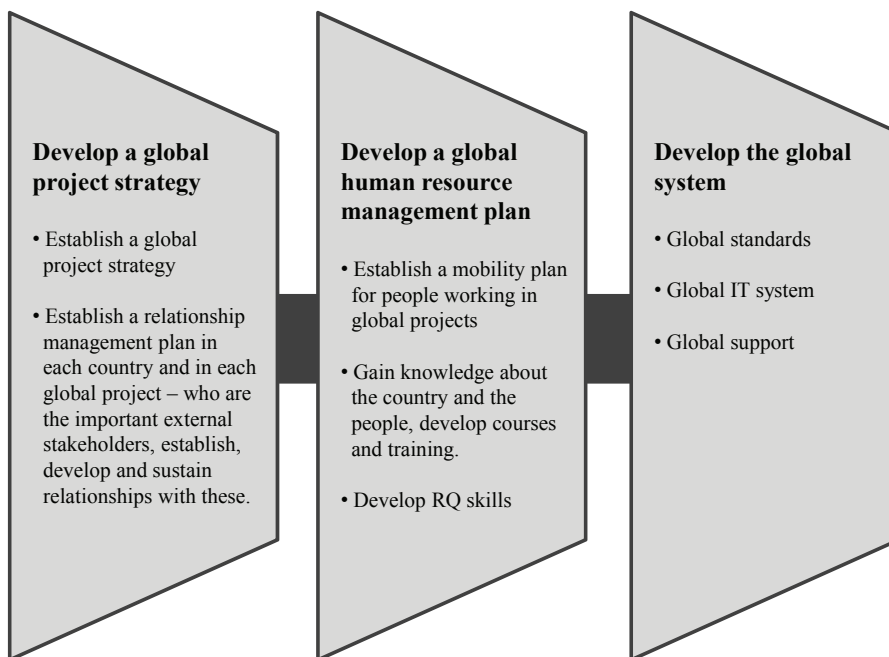 Develop a global
project strategy
• Establish a global
project strategy
• Establish a relationship
management plan in
each country and in each
global project – who are
the important external
stakeholders, establish,
develop and sustain
relationships with these.
Develop a global
human resource
management plan
• Establish a mobility plan
for people working in
global projects
• Gain knowledge about
the country and the
people, develop courses
and training.
• Develop RQ skills
Develop the global
system
• Global standards
• Global IT system
• Global support